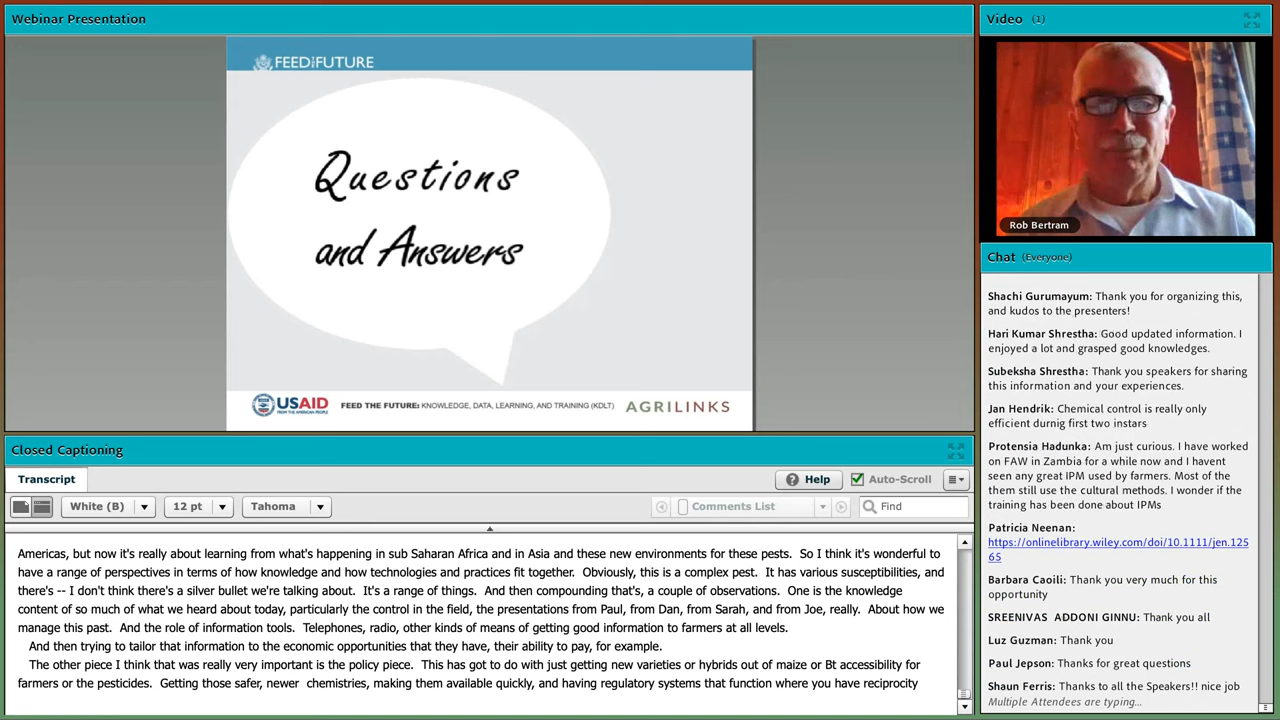 Webinar Presentation
FEED THE FUTURE
Questions
and Answers
USAID
FROM THE AMERICAN PEOPLE
FEED THE FUTURE: KNOWLEDGE, DATA, LEARNING, AND TRAINING (KDLT)
AGRILINKS
Closed Captioning
Transcript
Help
Auto-Scroll
White (B)
12 pt
Tahoma
Comments List
Find
Americas, but now it's really about learning from what's happening in sub Saharan Africa and in Asia and these new environments for these pests.  So I think it's wonderful to
have a range of perspectives in terms of how knowledge and how technologies and practices fit together.  Obviously, this is a complex pest.  It has various susceptibilities, and
there's -- I don't think there's a silver bullet we're talking about.  It's a range of things.  And then compounding that's, a couple of observations.  One is the knowledge
content of so much of what we heard about today, particularly the control in the field, the presentations from Paul, from Dan, from Sarah, and from Joe, really.  About how we
manage this past.  And the role of information tools.  Telephones, radio, other kinds of means of getting good information to farmers at all levels.
And then trying to tailor that information to the economic opportunities that they have, their ability to pay, for example.
The other piece I think that was really very important is the policy piece.  This has got to do with just getting new varieties or hybrids out of maize or Bt accessibility for
farmers or the pesticides.  Getting those safer, newer  chemistries, making them available quickly, and having regulatory systems that function where you have reciprocity
Video (1)
Rob Bertram
Chat (Everyone)
Shachi Gurumayum: Thank you for organizing this,
and kudos to the presenters!
Hari Kumar Shrestha: Good updated information. I
enjoyed a lot and grasped good knowledges.
Subeksha Shrestha: Thank you speakers for sharing
this information and your experiences.
Jan Hendrik: Chemical control is really only
efficient durnig first two instars
Protensia Hadunka: Am just curious. I have worked
on FAW in Zambia for a while now and I havent
seen any great IPM used by farmers. Most of the
them still use the cultural methods. I wonder if the
training has been done about IPMs
Patricia Neenan:
https://onlinelibrary.wiley.com/doi/10.1111/jen.125
65
Barbara Caoili: Thank you very much for this
opportunity
SREENIVAS ADDONI GINNU: Thank you all
Luz Guzman: Thank you
Paul Jepson: Thanks for great questions
Shaun Ferris: Thanks to all the Speakers!! nice job
Multiple Attendees are typing...